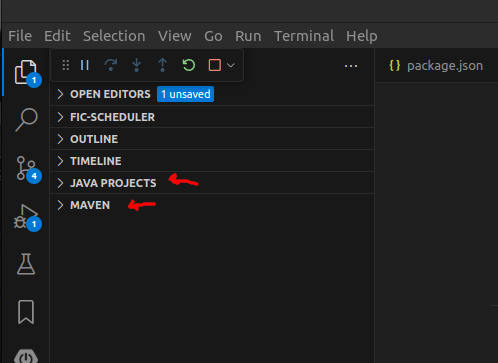 File Edit Selection View Go Run Terminal Help
1
OPEN EDITORS 1 unsaved
{} package.json
FIC-SCHEDULER
OUTLINE
TIMELINE
4
JAVA PROJECTS
MAVEN
1